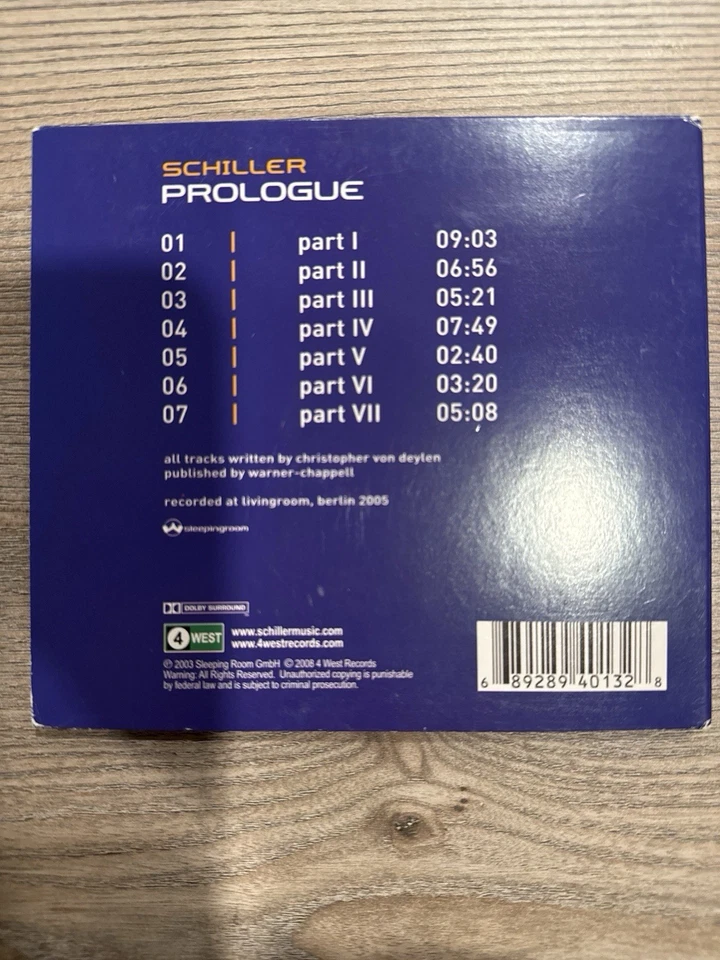 SCHILLER
PROLOGUE
01 | part I 09:03
02 | part II 06:56
03 | part III 05:21
04 | part IV 07:49
05 | part V 02:40
06 | part VI 03:20
07 | part VII 05:08
all tracks written by christopher von deylen
published by warner-chappell
recorded at livingroom, berlin 2005
sleepingroom
DOLBY SURROUND
4 WEST
www.schillermusic.com
www.4westrecords.com
℗ 2003 Sleeping Room GmbH © 2008 4 West Records
Warning: All Rights Reserved. Unauthorized copying is punishable
by federal law and is subject to criminal prosecution.
6 89289 40132 8